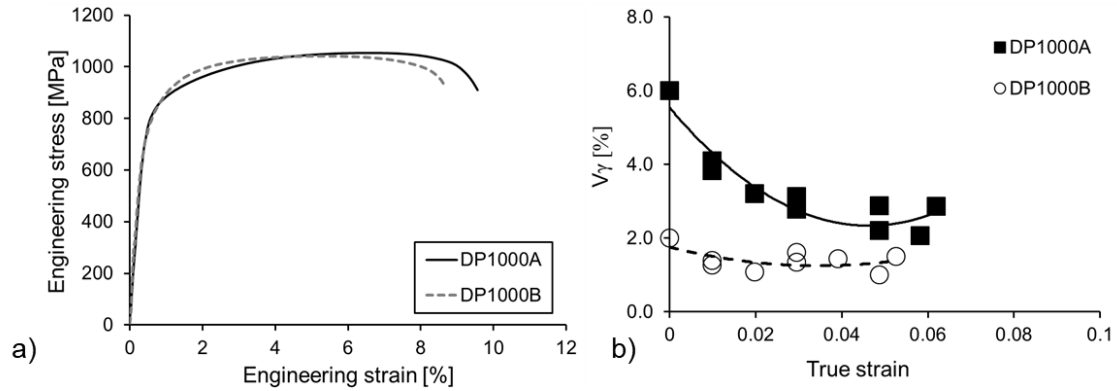 1200
1000
800
600
400
200
0
Engineering stress [MPa]
0 2 4 6 8 10 12
Engineering strain [%]
DP1000A
DP1000B
a)
8.0
6.0
4.0
2.0
0.0
Vγ [%]
0 0.02 0.04 0.06 0.08 0.1
True strain
DP1000A
DP1000B
b)